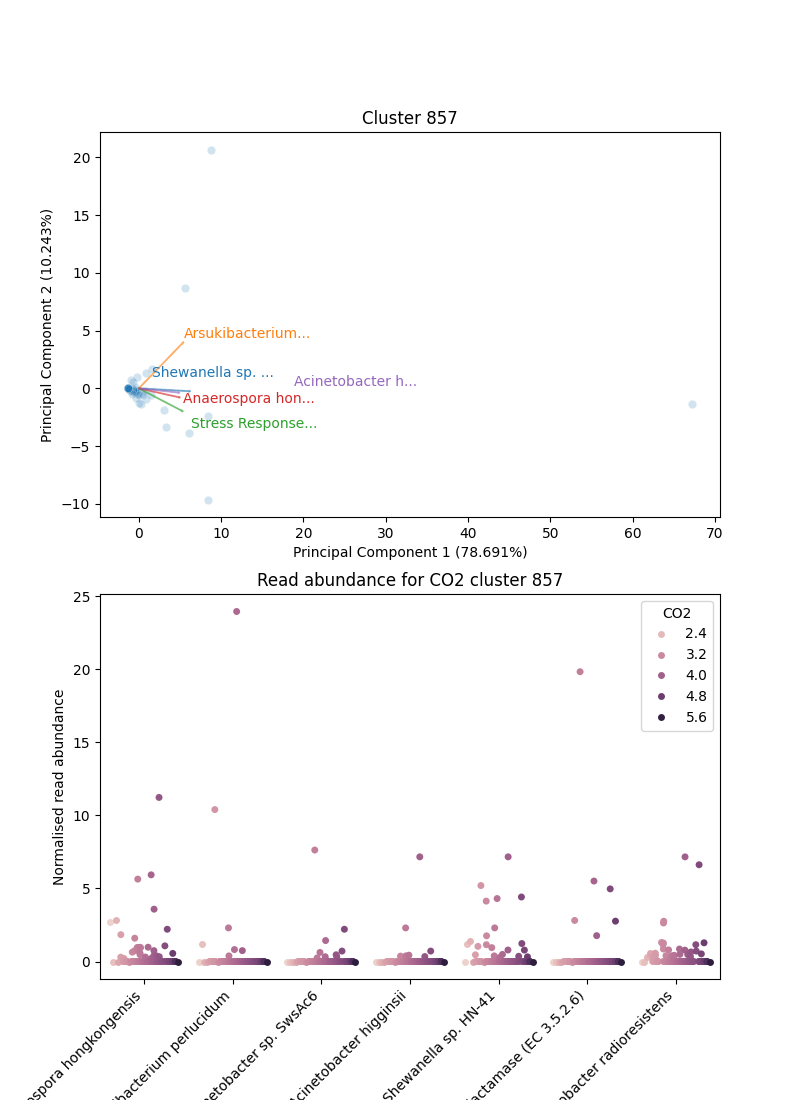 Cluster 857
20
15
10
5
0
−5
−10
Principal Component 2 (10.243%)
Arsukibacterium...
Shewanella sp. ...
Acinetobacter h...
Anaerospora hon...
Stress Response...
0 10 20 30 40 50 60 70
Principal Component 1 (78.691%)
Read abundance for CO2 cluster 857
25
20
15
10
5
0
Normalised read abundance
CO2
2.4
3.2
4.0
4.8
5.6
ospora hongkongensis
ibacterium perlucidum
netobacter sp. SwsAc6
Acinetobacter higginsii
Shewanella sp. HN-41
lactamase (EC 3.5.2.6)
obacter radioresistens